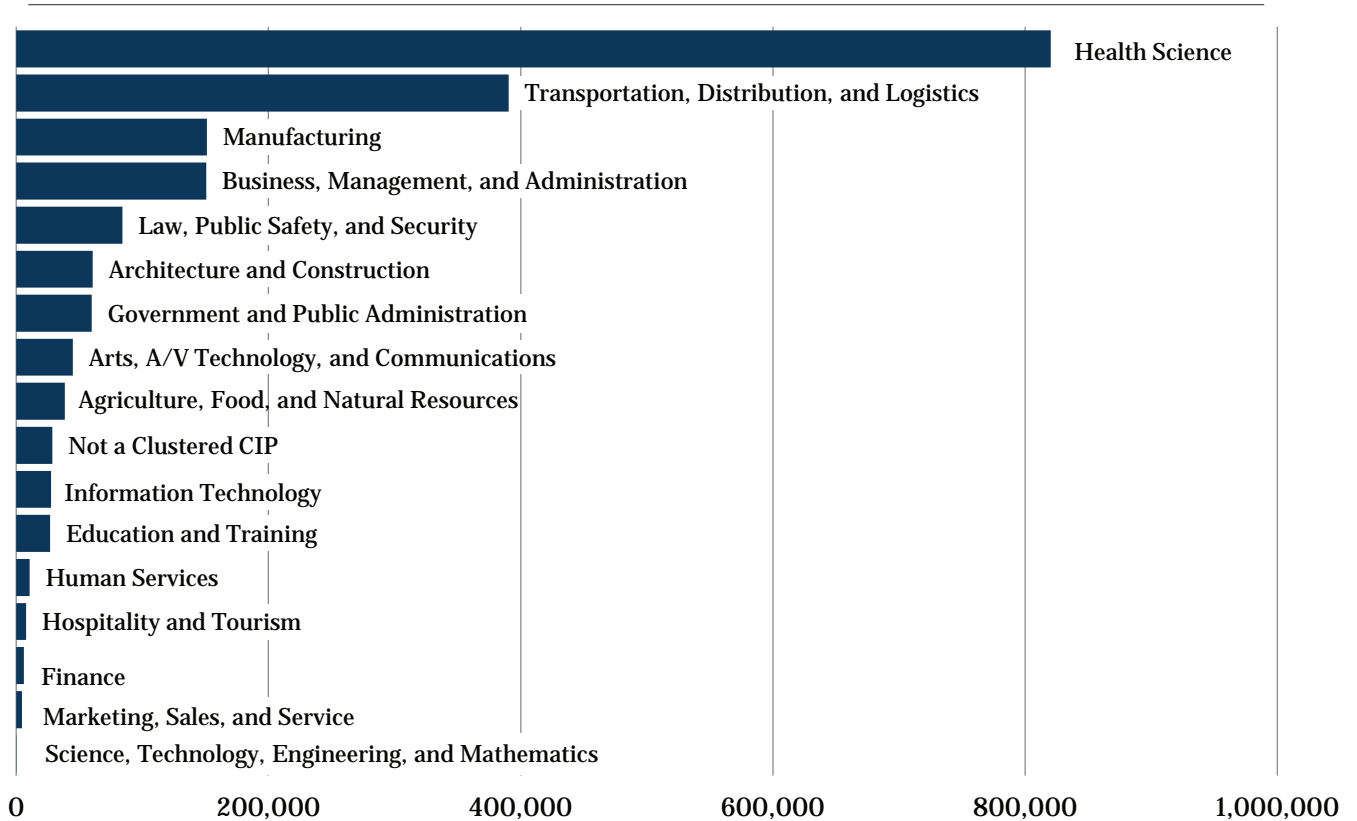 Health Science
Transportation, Distribution, and Logistics
Manufacturing
Business, Management, and Administration
Law, Public Safety, and Security
Architecture and Construction
Government and Public Administration
Arts, A/V Technology, and Communications
Agriculture, Food, and Natural Resources
Not a Clustered CIP
Information Technology
Education and Training
Human Services
Hospitality and Tourism
Finance
Marketing, Sales, and Service
Science, Technology, Engineering, and Mathematics
0 200,000 400,000 600,000 800,000 1,000,000